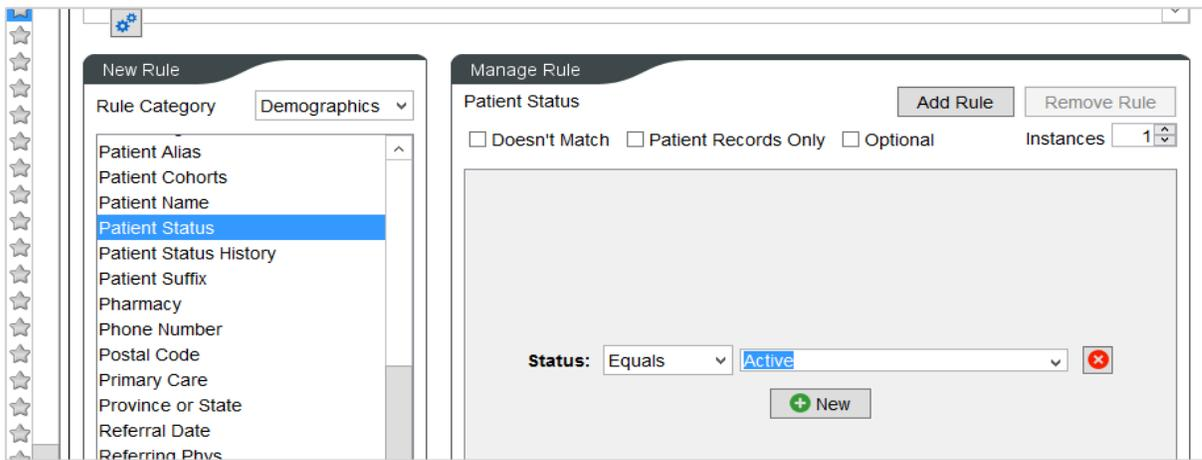 New Rule
Rule Category Demographics
Patient Alias
Patient Cohorts
Patient Name
Patient Status
Patient Status History
Patient Suffix
Pharmacy
Phone Number
Postal Code
Primary Care
Province or State
Referral Date
Referring Phys
Manage Rule
Patient Status Add Rule Remove Rule
Doesn't Match Patient Records Only Optional Instances 1
Status: Equals Active
New